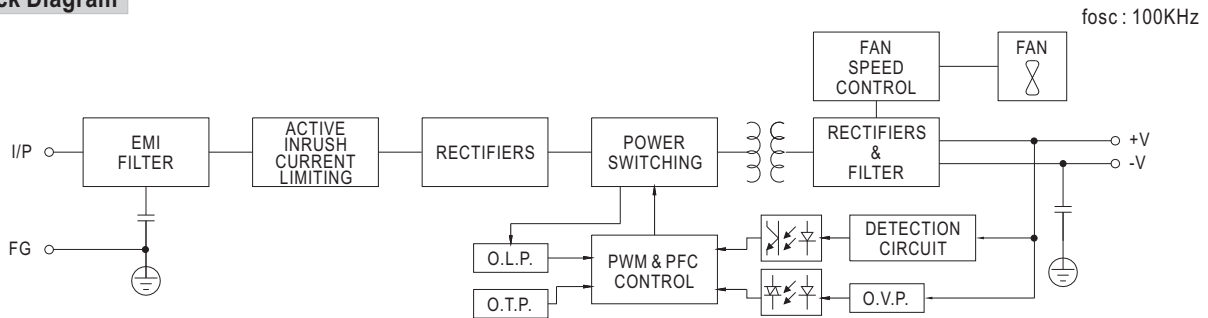 ck Diagram
fosc : 100KHz
FAN
SPEED
CONTROL
FAN
I/P
EMI
FILTER
ACTIVE
INRUSH
CURRENT
LIMITING
RECTIFIERS
POWER
SWITCHING
RECTIFIERS
&
FILTER
+V
-V
FG
O.L.P.
O.T.P.
PWM & PFC
CONTROL
DETECTION
CIRCUIT
O.V.P.